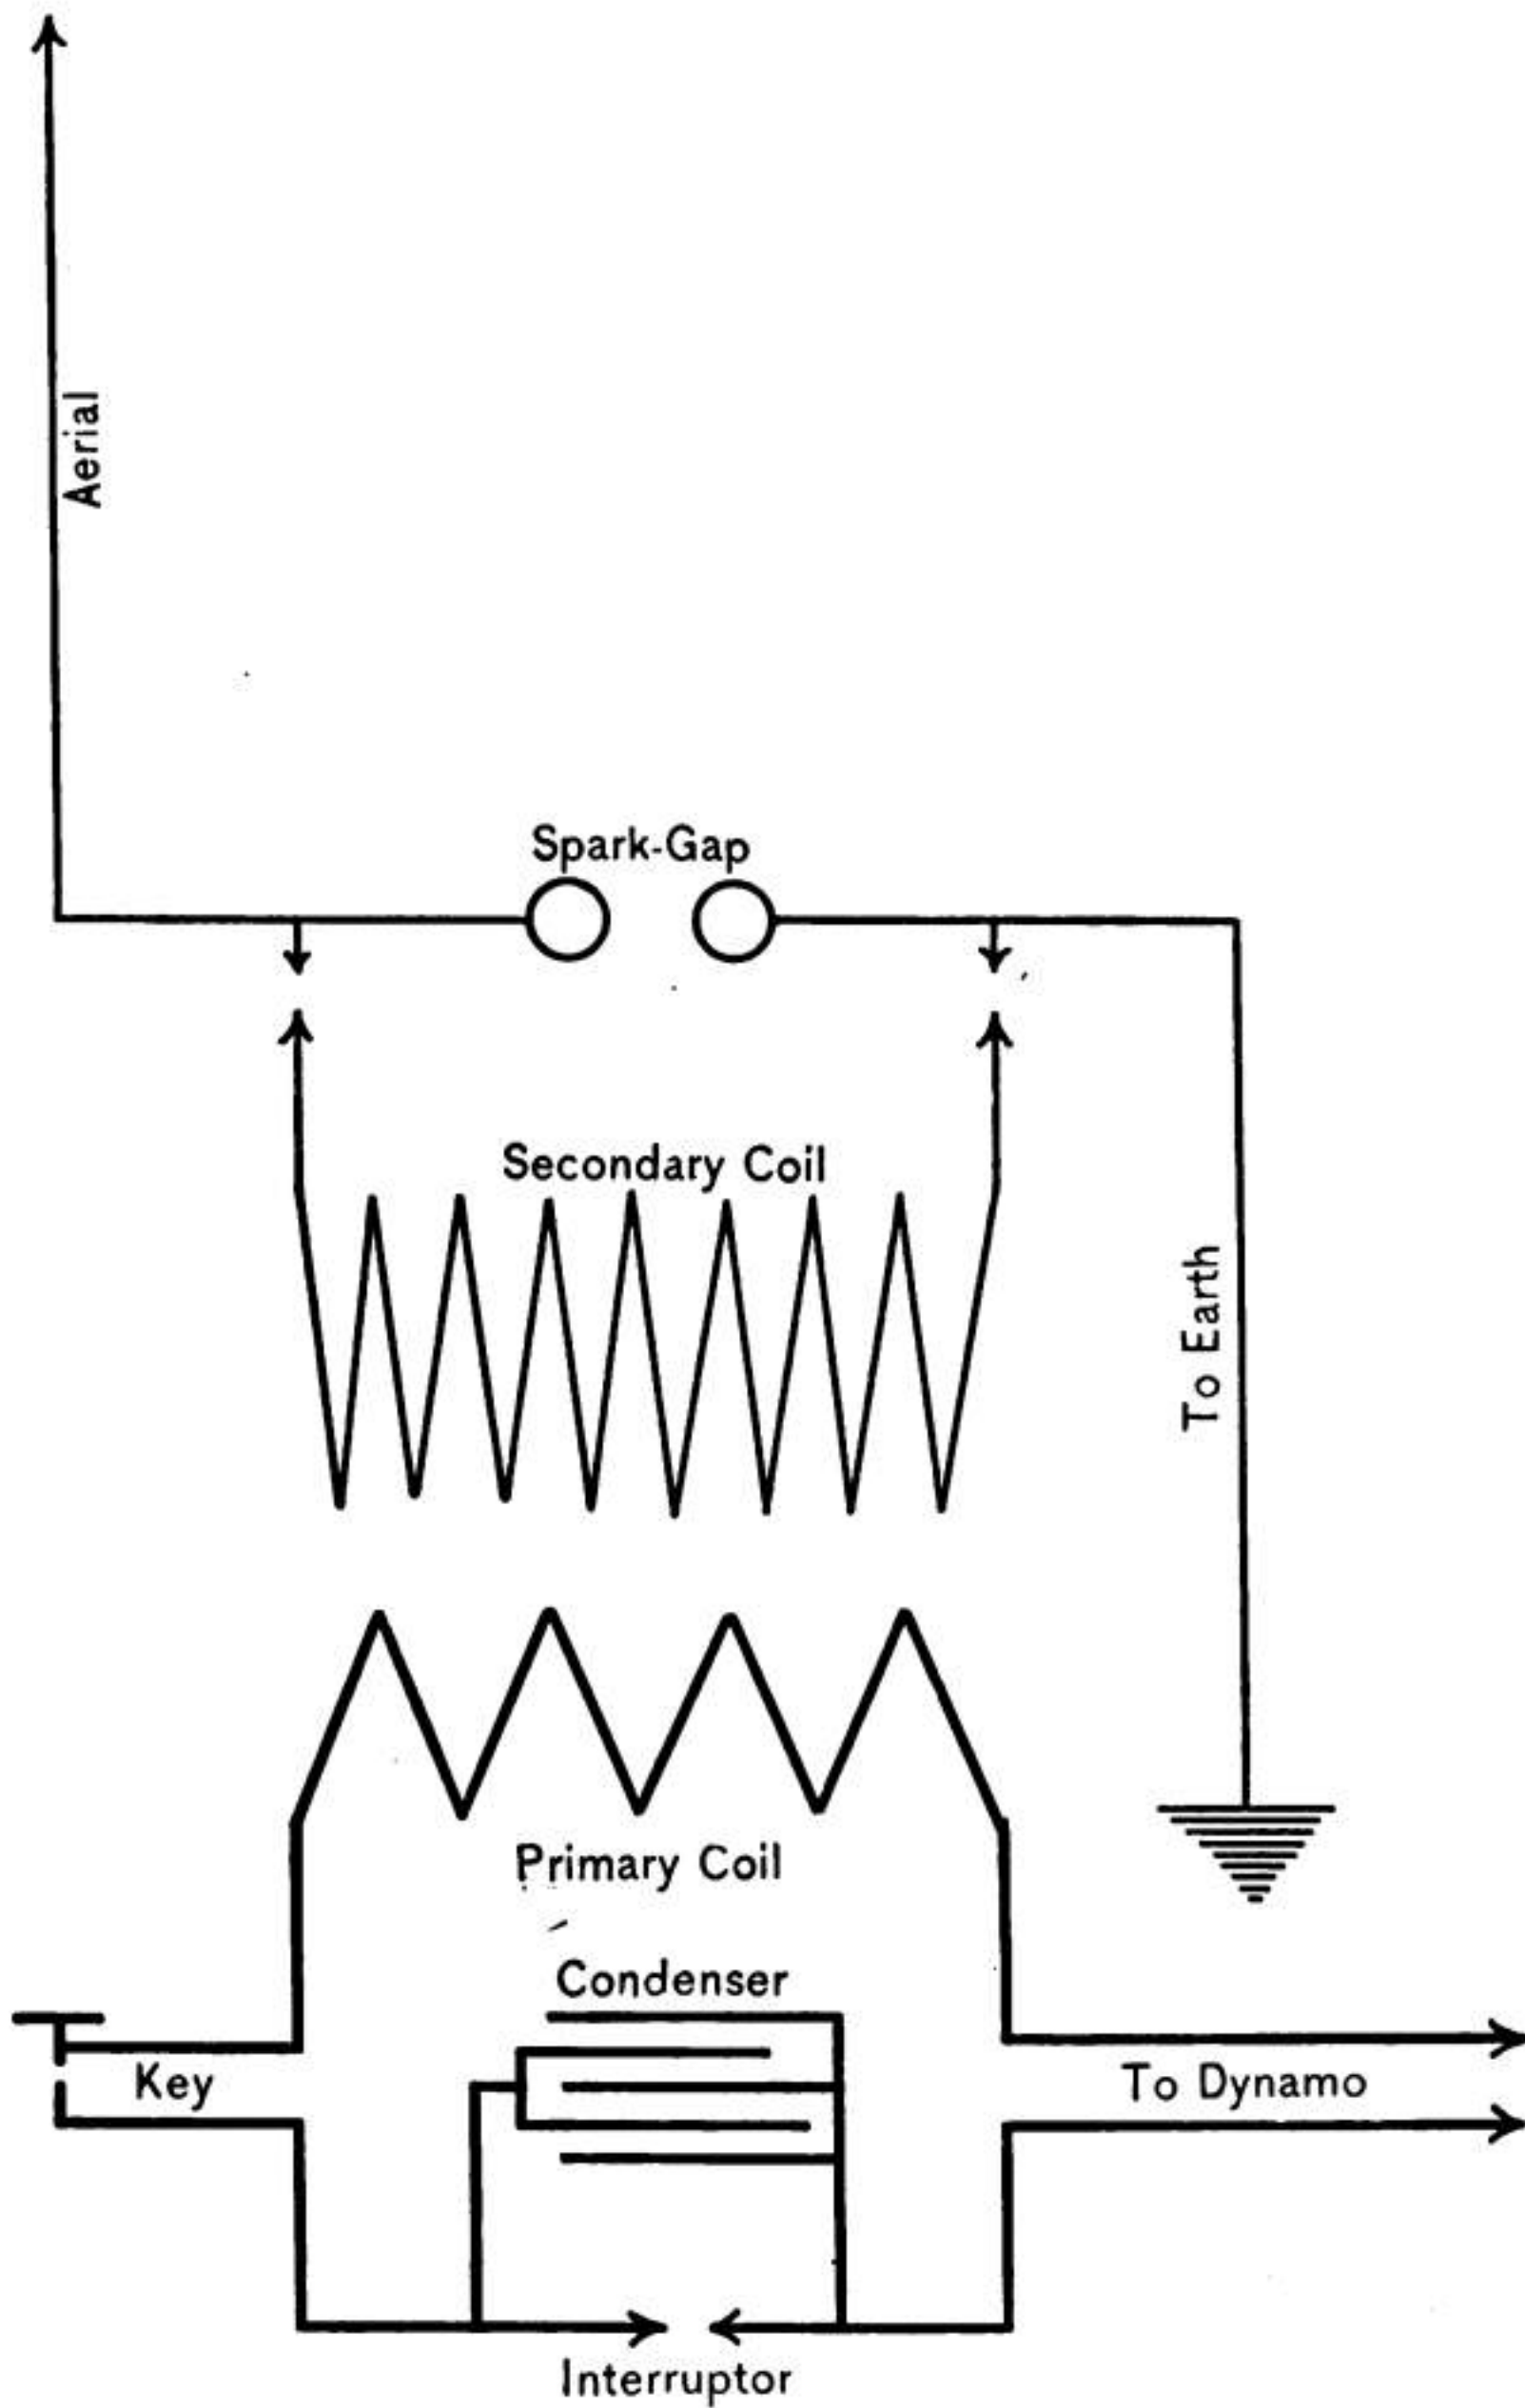 Aerial
Spark-Gap
Secondary Coil
To Earth
Primary Coil
Condenser
Key
To Dynamo
Interruptor